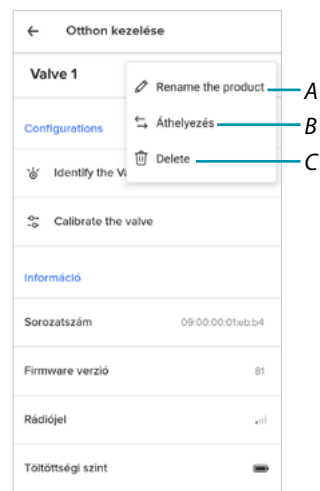 Otthon kezelése
Valve 1
Rename the product
A
Áthelyezés
B
Configurations
Delete
C
Identify the Va
Calibrate the valve
Információ
Sorozatszám 09:00:00:01:eb:b4
Firmware verzió 81
Rádiójel
Töltöttségi szint